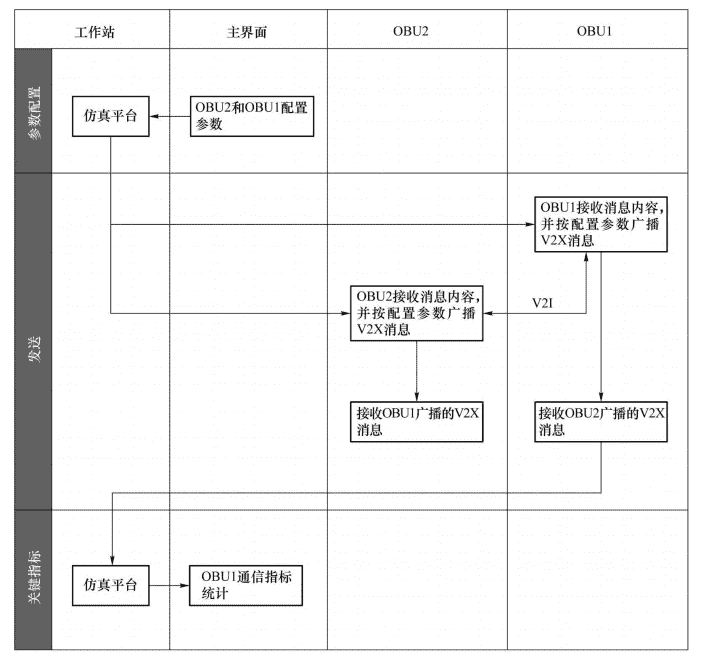 工作站
主界面
OBU2
OBU1
参数配置
仿真平台
OBU2和OBU1配置
参数
发送
OBU1接收消息内容，
并按配置参数广播
V2X消息
OBU2接收消息内容，
并按配置参数广播
V2X消息
V2I
接收OBU1广播的V2X
消息
接收OBU2广播的V2X
消息
关键指标
仿真平台
OBU1通信指标
统计